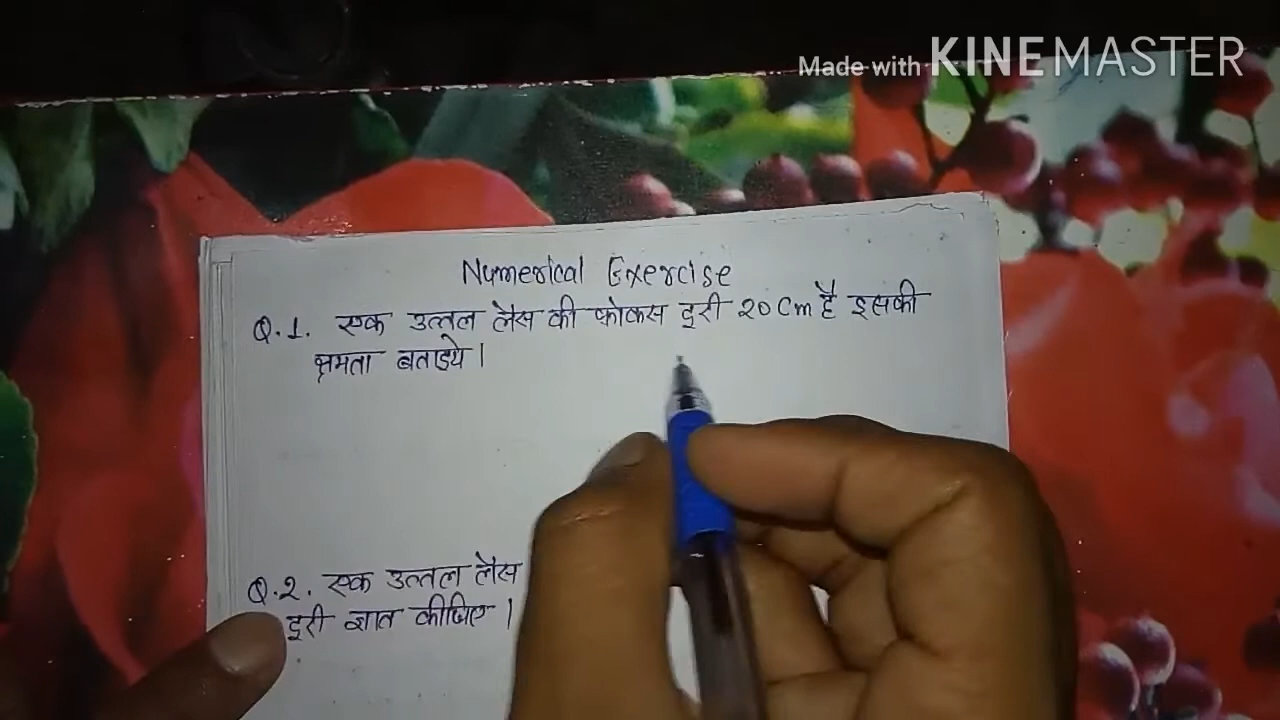 Made with KINEMASTER
Numerical Exercise
Q.1. एक उत्तल लैंस की फोकस दूरी 20 cm है इसकी
क्षमता बताइये।
Q.2. एक उत्तल लैंस
दूरी ज्ञात कीजिए।